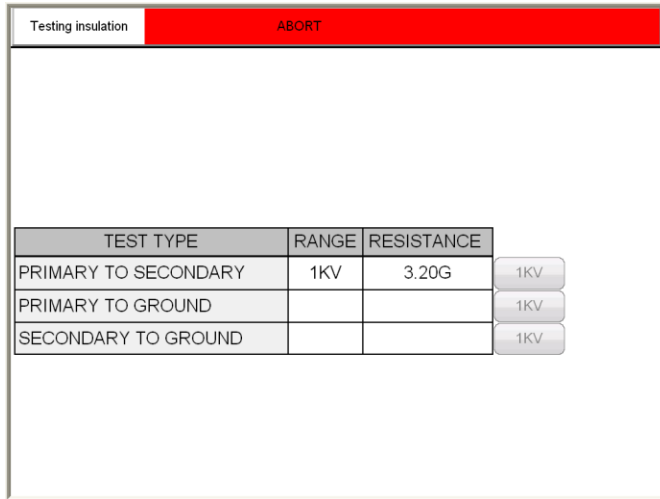 Testing insulation ABORT
TEST TYPE RANGE RESISTANCE
PRIMARY TO SECONDARY 1KV 3.20G 1KV
PRIMARY TO GROUND 1KV
SECONDARY TO GROUND 1KV